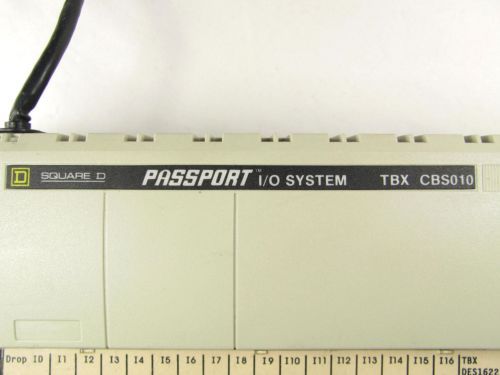 D SQUARE D PASSPORT™ I/O SYSTEM TBX CBS010
Drop ID I1 I2 I3 I4 I5 I6 I7 I8 I9 I10 I11 I12 I13 I14 I15 I16 TBX
DES1622